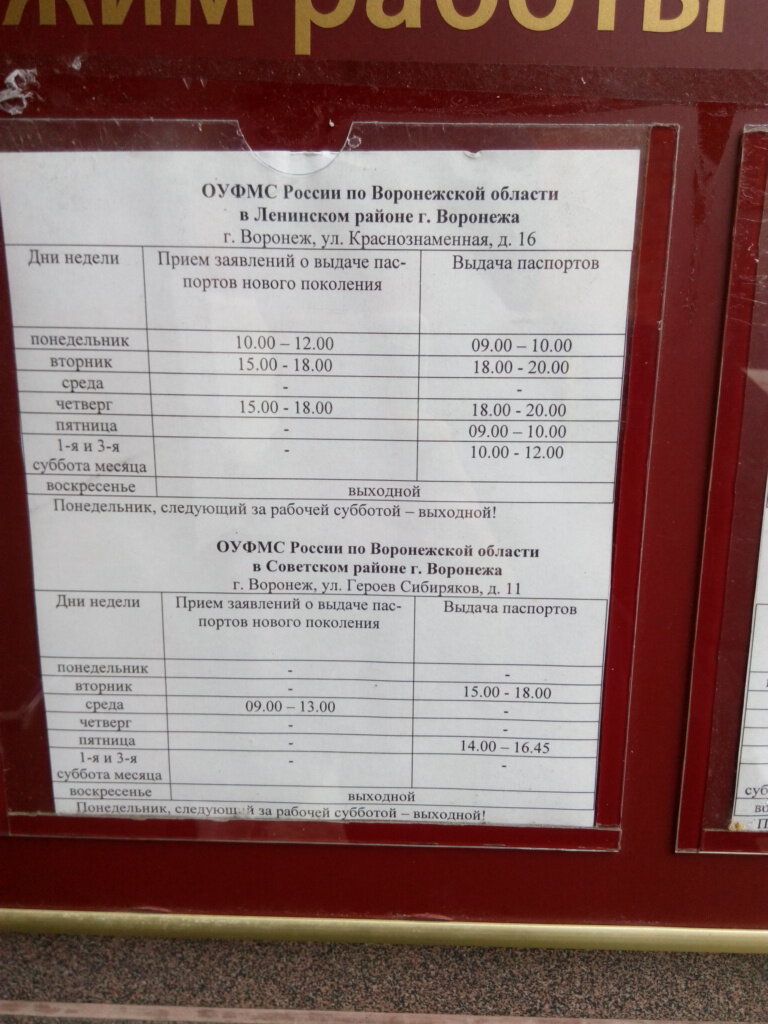 жим работы
ОУФМС России по Воронежской области
в Ленинском районе г. Воронежа
г. Воронеж, ул. Краснознаменная, д. 16
Дни недели Прием заявлений о выдаче пас- Выдача паспортов
портов нового поколения
понедельник 10.00 – 12.00 09.00 – 10.00
вторник 15.00 - 18.00 18.00 - 20.00
среда - -
четверг 15.00 - 18.00 18.00 - 20.00
пятница - 09.00 – 10.00
1-я и 3-я - 10.00 - 12.00
суббота месяца
воскресенье выходной
Понедельник, следующий за рабочей субботой – выходной!
ОУФМС России по Воронежской области
в Советском районе г. Воронежа
г. Воронеж, ул. Героев Сибиряков, д. 11
Дни недели Прием заявлений о выдаче пас- Выдача паспортов
портов нового поколения
понедельник - -
вторник - 15.00 - 18.00
среда 09.00 – 13.00 -
четверг - -
пятница - 14.00 – 16.45
1-я и 3-я - -
суббота месяца
воскресенье выходной
Понедельник, следующий за рабочей субботой – выходной!